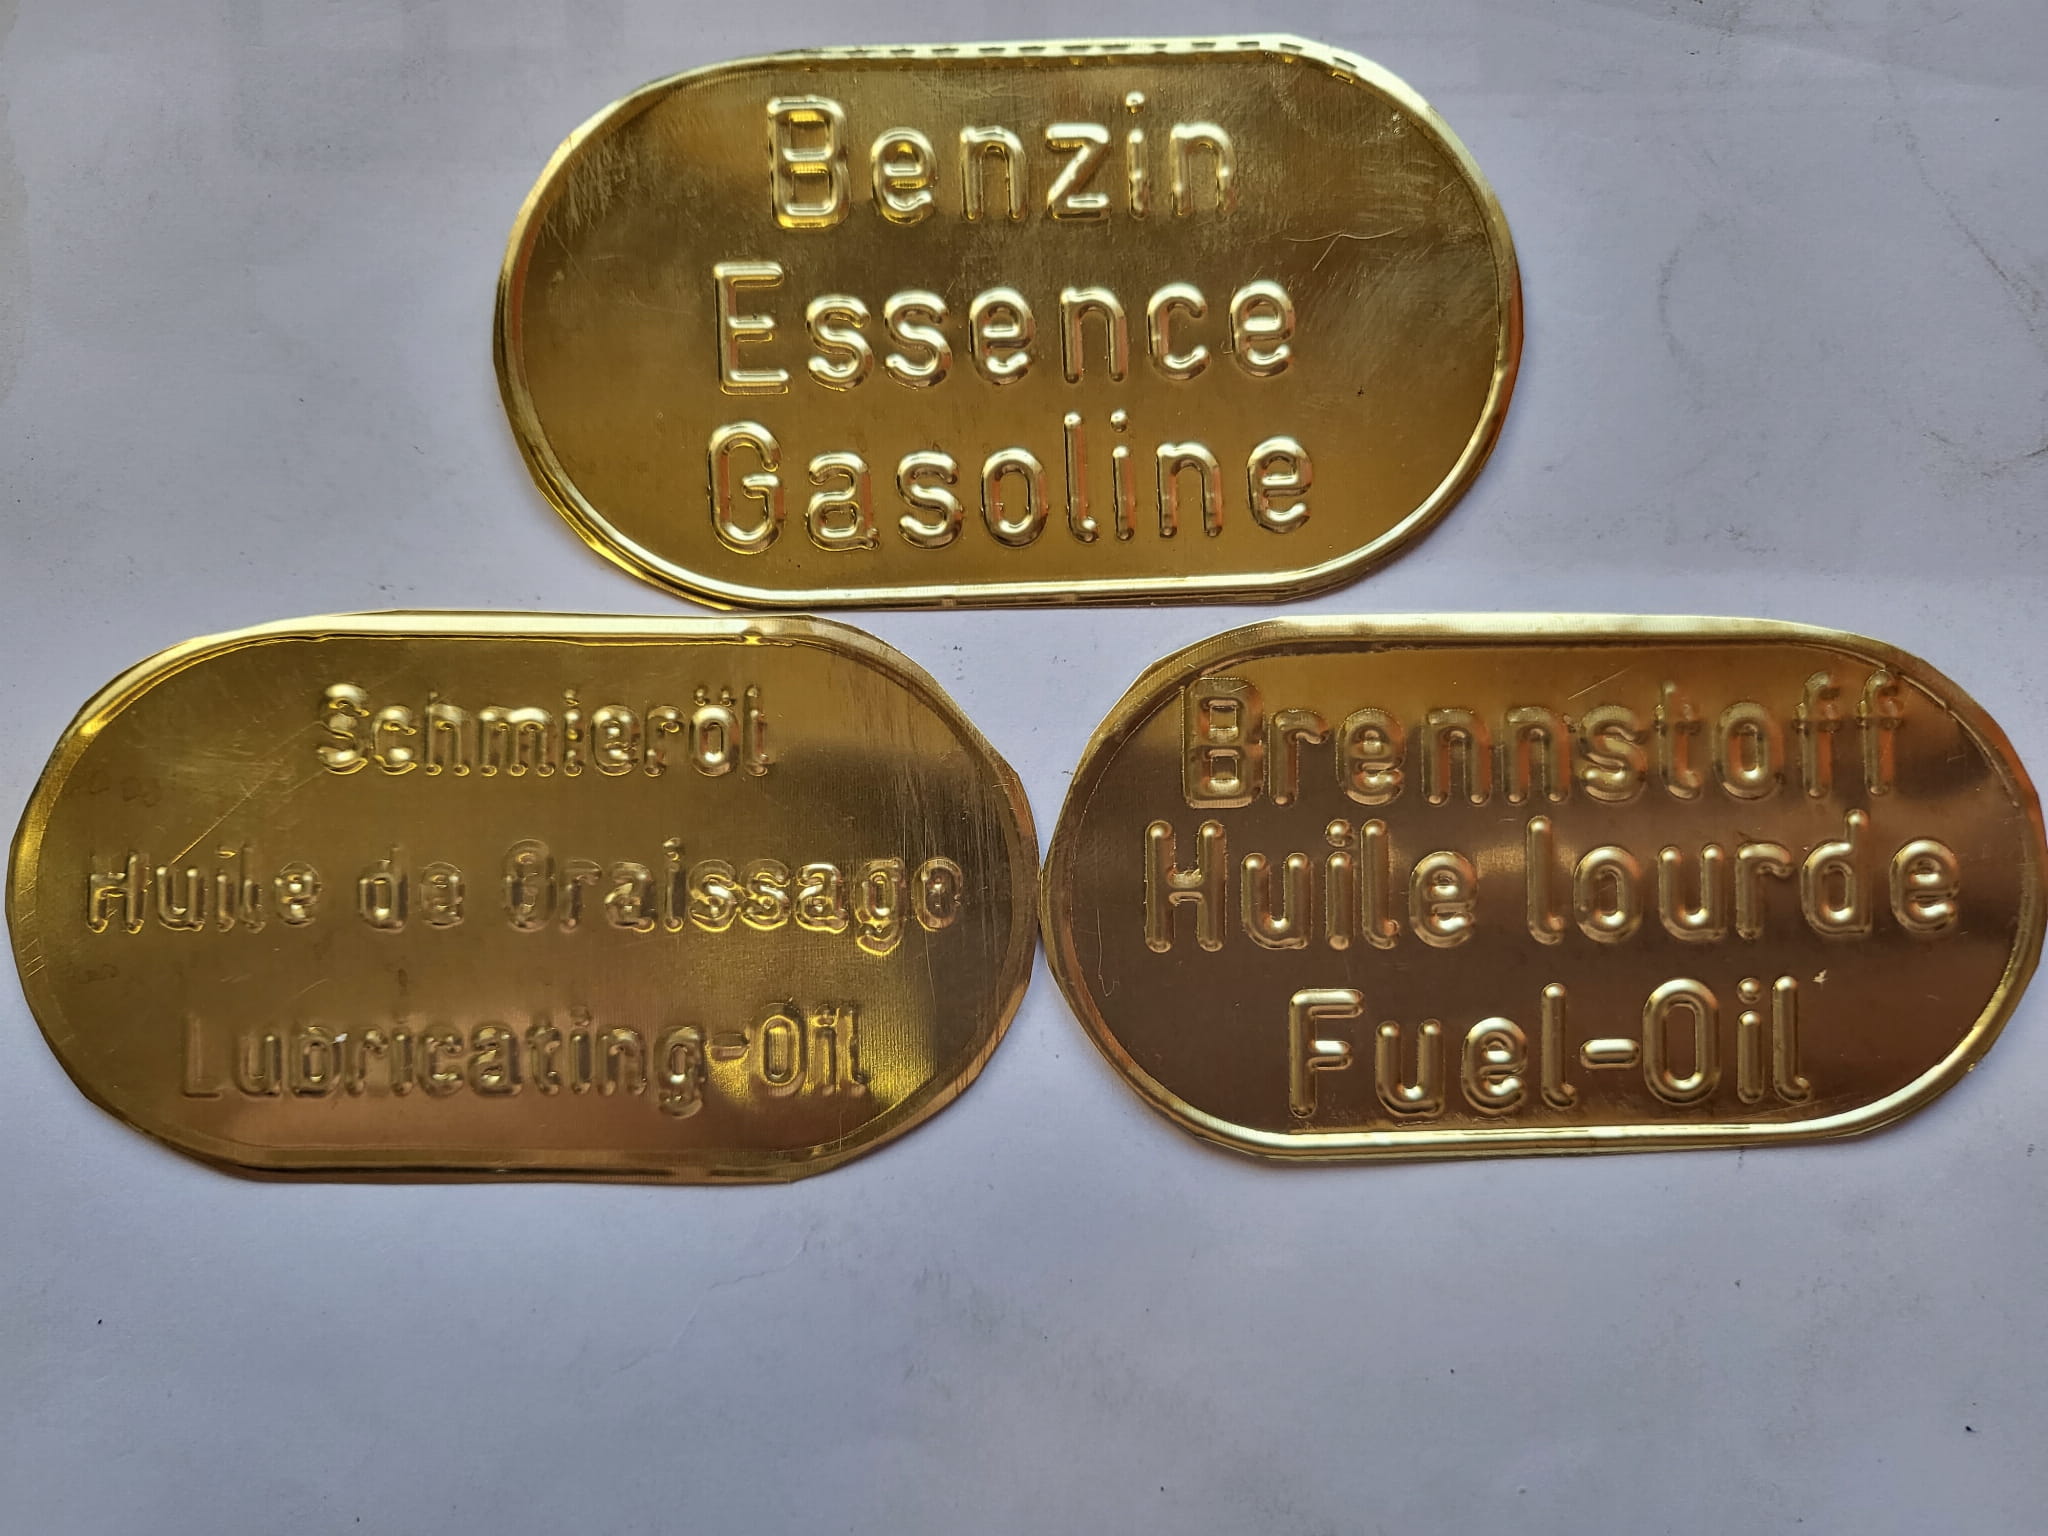 Benzin
Essence
Gasoline
Schmieröl
Huile de Graissage
Lubricating-Oil
Brennstoff
Huile lourde
Fuel-Oil